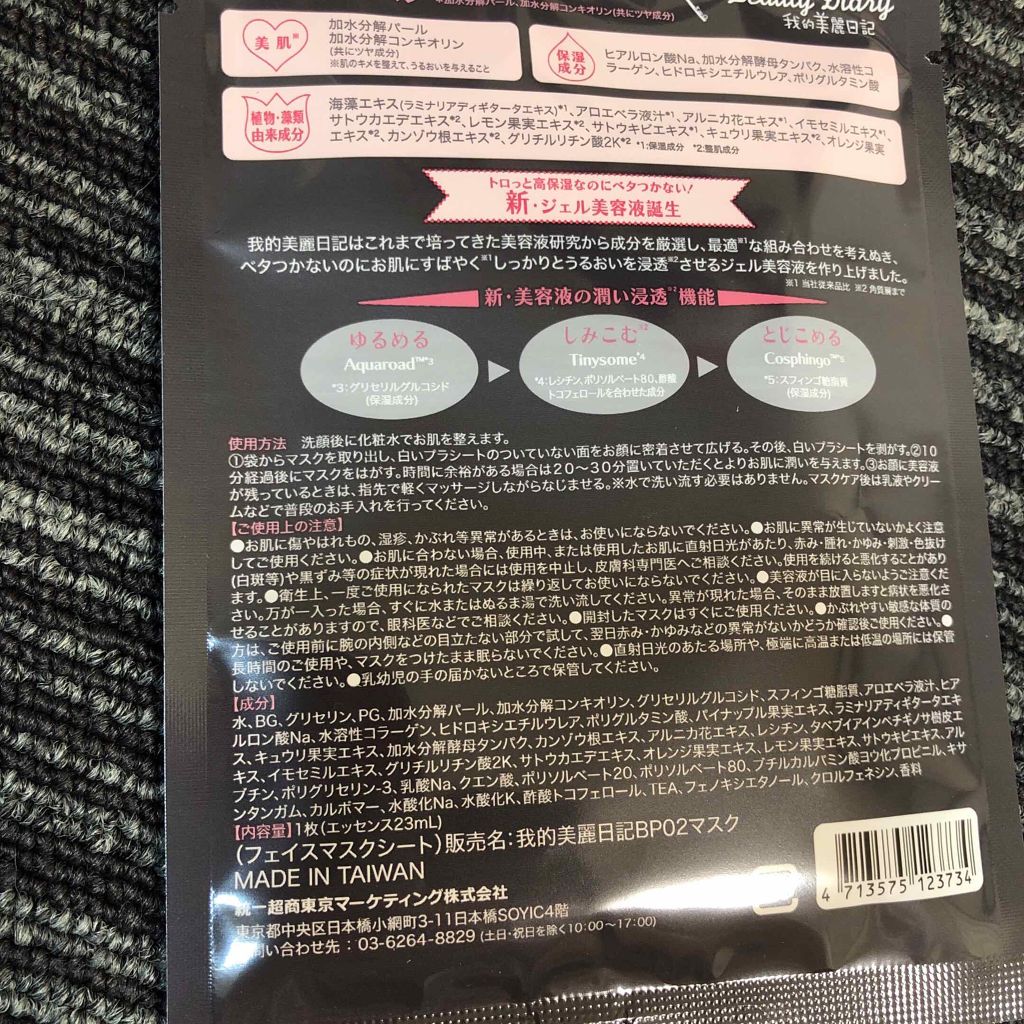 *加水分解パール、加水分解コンキオリン(共にツヤ成分)
Beauty Diary
我的美麗日記
美肌※
加水分解パール
加水分解コンキオリン
(共にツヤ成分)
※肌のキメを整えて、うるおいを与えること
保湿
成分
ヒアルロン酸Na、加水分解酵母タンパク、水溶性コ
ラーゲン、ヒドロキシエチルウレア、ポリグルタミン酸
植物・藻類
由来成分
海藻エキス(ラミナリアディギタータエキス)*1、アロエベラ液汁*1、アルニカ花エキス*1、イモセミルエキス*1、
サトウカエデエキス*2、レモン果実エキス*2、サトウキビエキス*1、キュウリ果実エキス*2、オレンジ果実
エキス*2、カンゾウ根エキス*2、グリチルリチン酸2K*2 *1:保湿成分 *2:整肌成分
トロっと高保湿なのにベタつかない!
新・ジェル美容液誕生
我的美麗日記はこれまで培ってきた美容液研究から成分を厳選し、最適※1な組み合わせを考えぬき、
ベタつかないのにお肌にすばやく※1しっかりとうるおいを浸透※2させるジェル美容液を作り上げました。
※1 当社従来品比 ※2 角質層まで
新・美容液の潤い浸透※2機能
ゆるめる
Aquaroad™*3
*3:グリセリルグルコシド
(保湿成分)
しみこむ※2
Tinysome*4
*4:レシチン、ポリソルベート80、酢酸
トコフェロールを合わせた成分
とじこめる
Cosphingo™*5
*5:スフィンゴ糖脂質
(保湿成分)
使用方法 洗顔後に化粧水でお肌を整えます。
①袋からマスクを取り出し、白いプラシートのついていない面をお顔に密着させて広げる。その後、白いプラシートを剥がす。②10
分経過後にマスクをはがす。時間に余裕がある場合は20〜30分置いていただくとよりお肌に潤いを与えます。③お顔に美容液
が残っているときは、指先で軽くマッサージしながらなじませる。※水で洗い流す必要はありません。マスクケア後は乳液やクリー
ムなどで普段のお手入れを行ってください。
【ご使用上の注意】
●お肌に傷やはれもの、湿疹、かぶれ等異常があるときは、お使いにならないでください。●お肌に異常が生じていないかよく注意
してご使用ください。●お肌に合わない場合、使用中、または使用したお肌に直射日光があたり、赤み・腫れ・かゆみ・刺激・色抜け
(白斑等)や黒ずみ等の症状が現れた場合には使用を中止し、皮膚科専門医へご相談ください。使用を続けると悪化することがあり
ます。●衛生上、一度ご使用になられたマスクは繰り返してお使いにならないでください。●美容液が目に入らないようご注意くだ
さい。万が一入った場合、すぐに水またはぬるま湯で洗い流してください。異常が現れた場合、そのまま放置しますと病状を悪化さ
せることがありますので、眼科医などでご相談ください。●開封したマスクはすぐにご使用ください。●かぶれやすい敏感な体質の
方は、ご使用前に腕の内側などの目立たない部分で試して、翌日赤み・かゆみなどの異常がないかどうか確認後ご使用ください。●
長時間のご使用や、マスクをつけたまま眠らないでください。●直射日光のあたる場所や、極端に高温または低温の場所には保管
しないでください。●乳幼児の手の届かないところで保管してください。
【成分】
水、BG、グリセリン、PG、加水分解パール、加水分解コンキオリン、グリセリルグルコシド、スフィンゴ糖脂質、アロエベラ液汁、ヒア
ルロン酸Na、水溶性コラーゲン、ヒドロキシエチルウレア、ポリグルタミン酸、パイナップル果実エキス、ラミナリアディギタータエキ
ス、キュウリ果実エキス、加水分解酵母タンパク、カンゾウ根エキス、アルニカ花エキス、レシチン、タベブイアインペチギノサ樹皮エ
キス、イモセミルエキス、グリチルリチン酸2K、サトウカエデエキス、オレンジ果実エキス、レモン果実エキス、サトウキビエキス、アル
ブチン、ポリグリセリン-3、乳酸Na、クエン酸、ポリソルベート20、ポリソルベート80、ブチルカルバミン酸ヨウ化プロピニル、キサ
ンタンガム、カルボマー、水酸化Na、水酸化K、酢酸トコフェロール、TEA、フェノキシエタノール、クロルフェネシン、香料
【内容量】1枚(エッセンス23mL)
(フェイスマスクシート)販売名:我的美麗日記BP02マスク
MADE IN TAIWAN
統一超商東京マーケティング株式会社
東京都中央区日本橋小網町3-11日本橋SOYIC4階
お問い合わせ先:03-6264-8829(土日・祝日を除く10:00〜17:00)
4 713575 123734